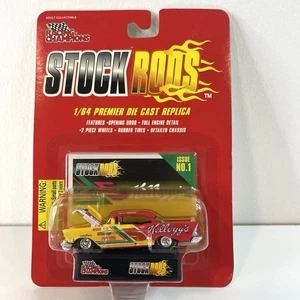 ADULT COLLECTIBLE
RACING
CHAMPIONS
STOCK RODS
TM
1/64 PREMIER DIE CAST REPLICA
FEATURES: •OPENING HOOD • FULL ENGINE DETAIL
•2 PIECE WHEELS • RUBBER TIRES • DETAILED CHASSIS
STOCK RODS
ISSUE
NO.1
WARNING:
Kellogg's
STOCK RODS